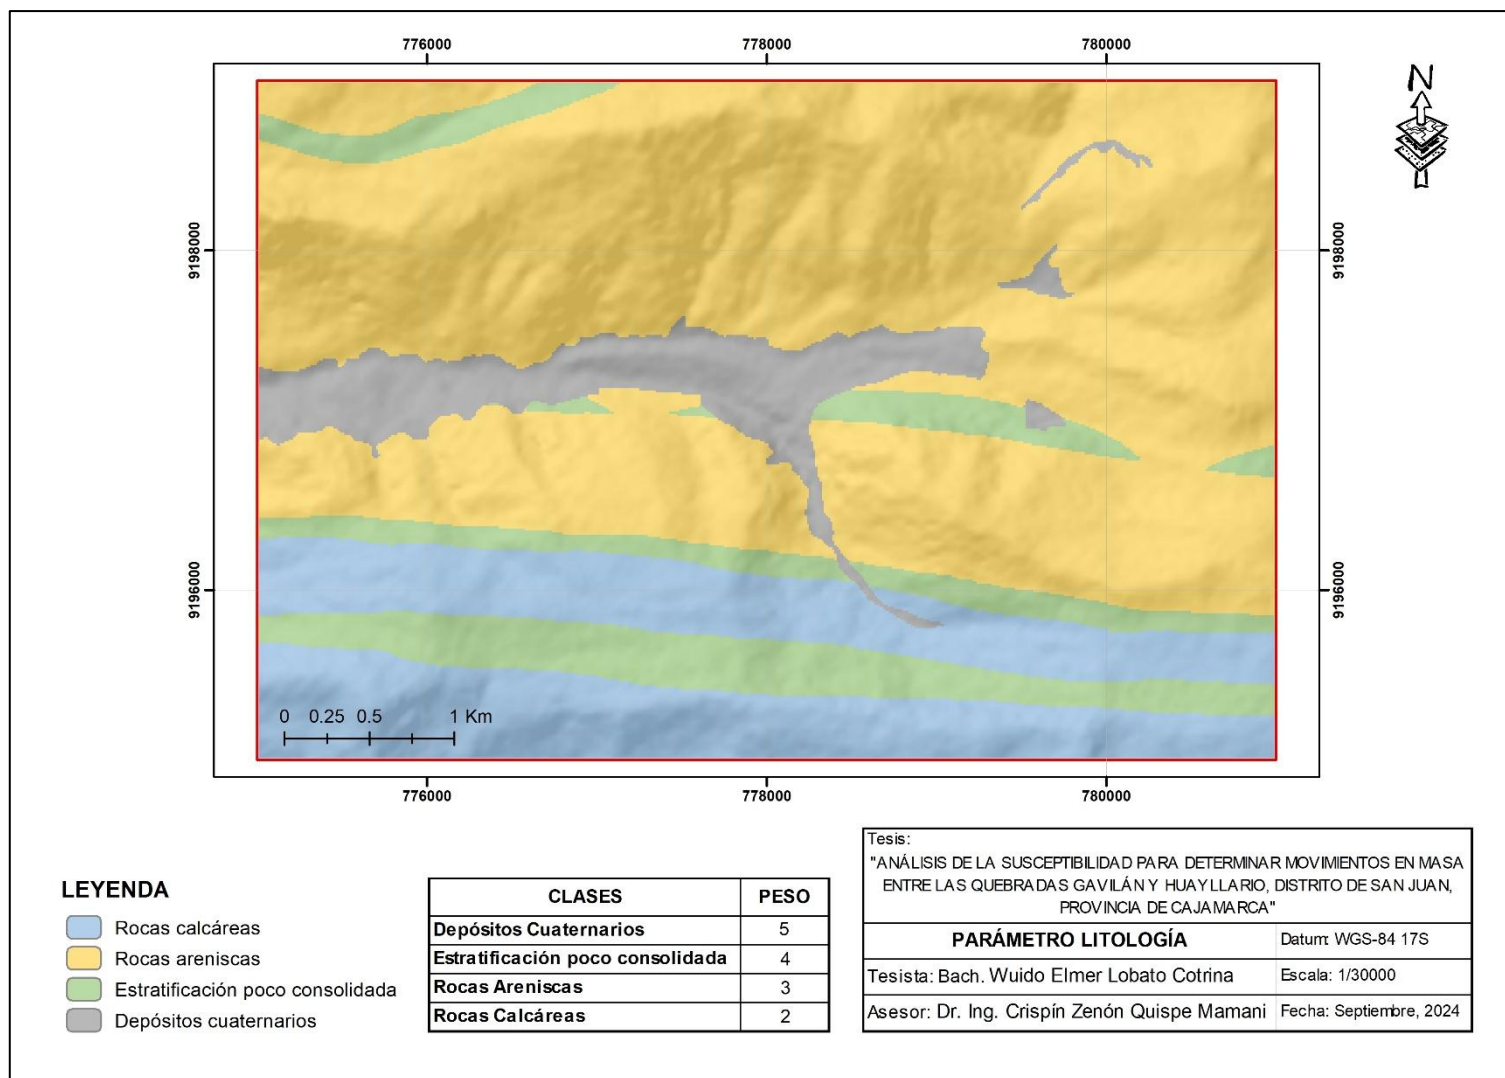 776000
778000
780000
N
9198000
9198000
9196000
9196000
0 0.25 0.5 1 Km
776000
778000
780000
LEYENDA
Rocas calcáreas
Rocas areniscas
Estratificación poco consolidada
Depósitos cuaternarios
CLASES PESO
Depósitos Cuaternarios 5
Estratificación poco consolidada 4
Rocas Areniscas 3
Rocas Calcáreas 2
Tesis:
"ANÁLISIS DE LA SUSCEPTIBILIDAD PARA DETERMINAR MOVIMIENTOS EN MASA
ENTRE LAS QUEBRADAS GAVILÁN Y HUAYLLARIO, DISTRITO DE SAN JUAN,
PROVINCIA DE CAJAMARCA"
PARÁMETRO LITOLOGÍA Datum: WGS-84 17S
Tesista: Bach. Wuido Elmer Lobato Cotrina Escala: 1/30000
Asesor: Dr. Ing. Crispín Zenón Quispe Mamani Fecha: Septiembre, 2024